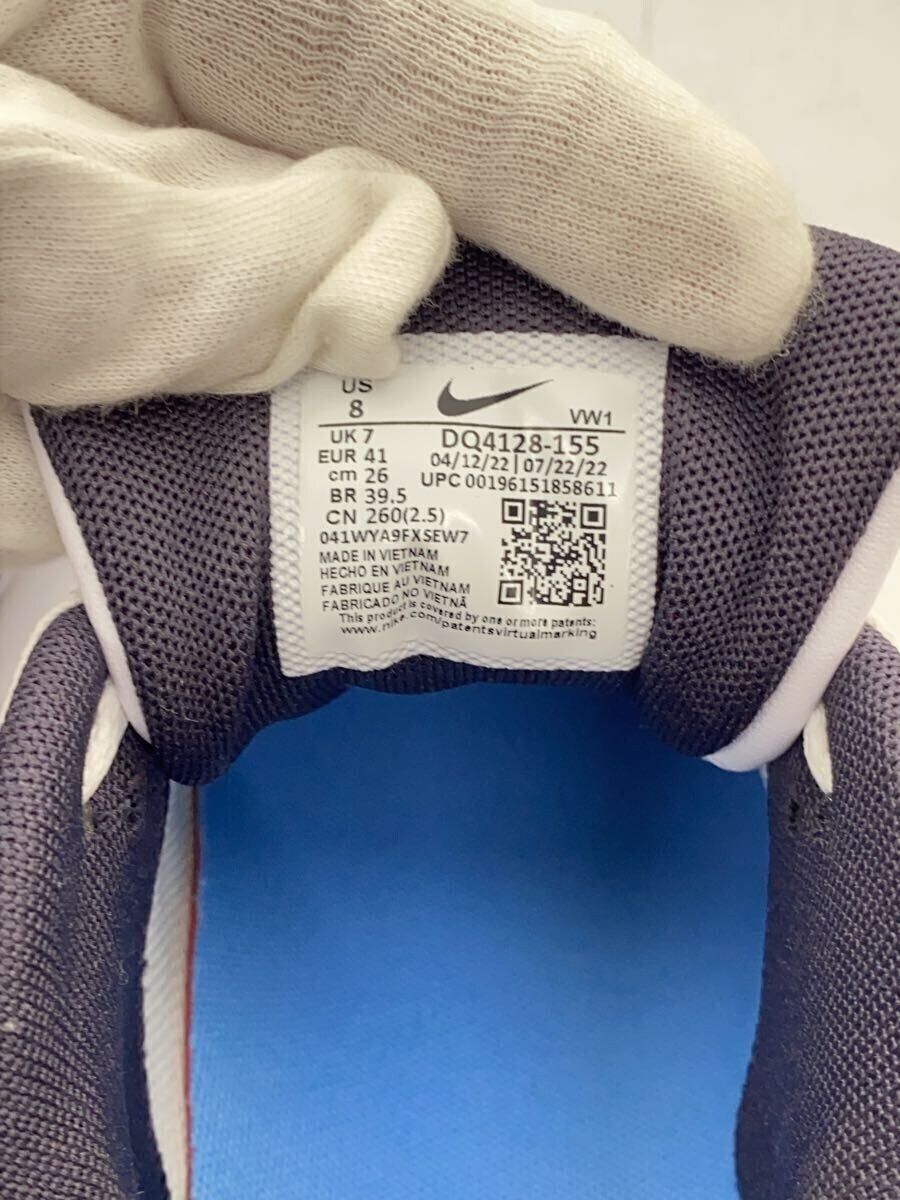 US
8
VW1
UK 7
EUR 41
cm 26
BR 39.5
CN 260(2.5)
DQ4128-155
04/12/22 | 07/22/22
UPC 00196151858611
041WYA9FXSEW7
MADE IN VIETNAM
HECHO EN VIETNAM
FABRIQUE AU VIETNAM
FABRICADO NO VIETNÃ
This product is covered by one or more patents:
www.nike.com/patentsvirtualmarking